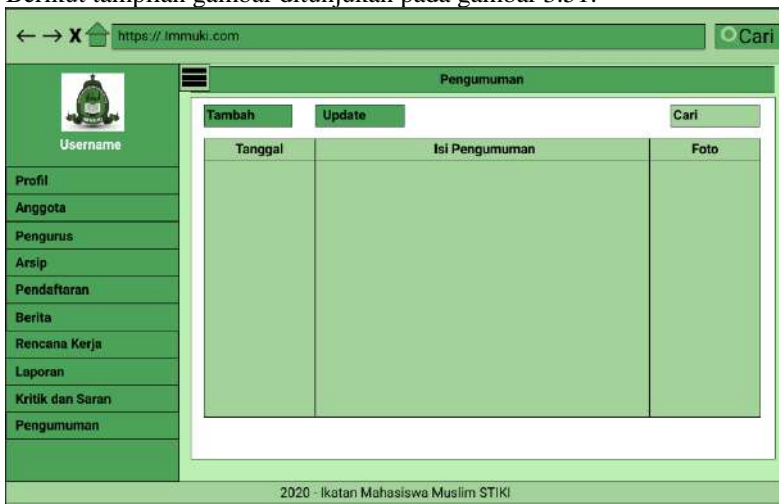 Berikut tampilan gambar ditunjukan pada gambar 3.31.
X https:// Immuki.com Cari
Pengumuman
Username
Tambah Update Cari
Tanggal Isi Pengumuman Foto
Profil
Anggota
Pengurus
Arsip
Pendaftaran
Berita
Rencana Kerja
Laporan
Kritik dan Saran
Pengumuman
2020 - Ikatan Mahasiswa Muslim STIKI